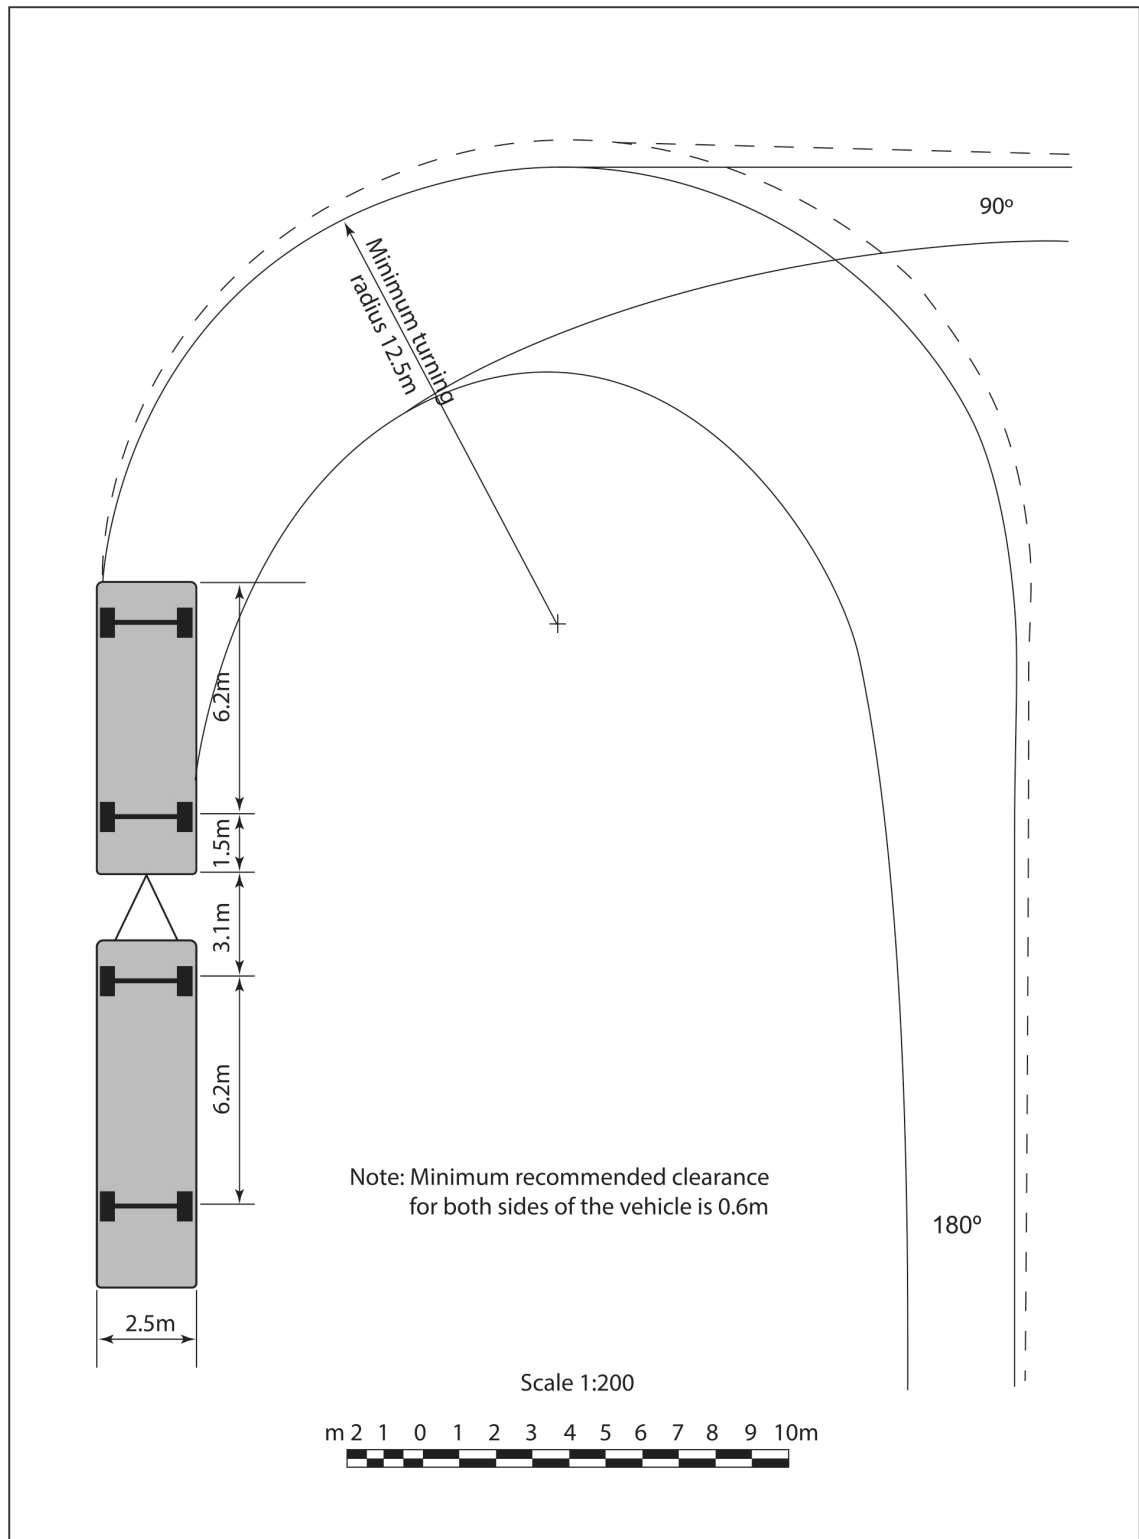 90º
Minimum turning
radius 12.5m
6.2m
1.5m
3.1m
6.2m
Note: Minimum recommended clearance
for both sides of the vehicle is 0.6m
180º
2.5m
Scale 1:200
m 2 1 0 1 2 3 4 5 6 7 8 9 10m